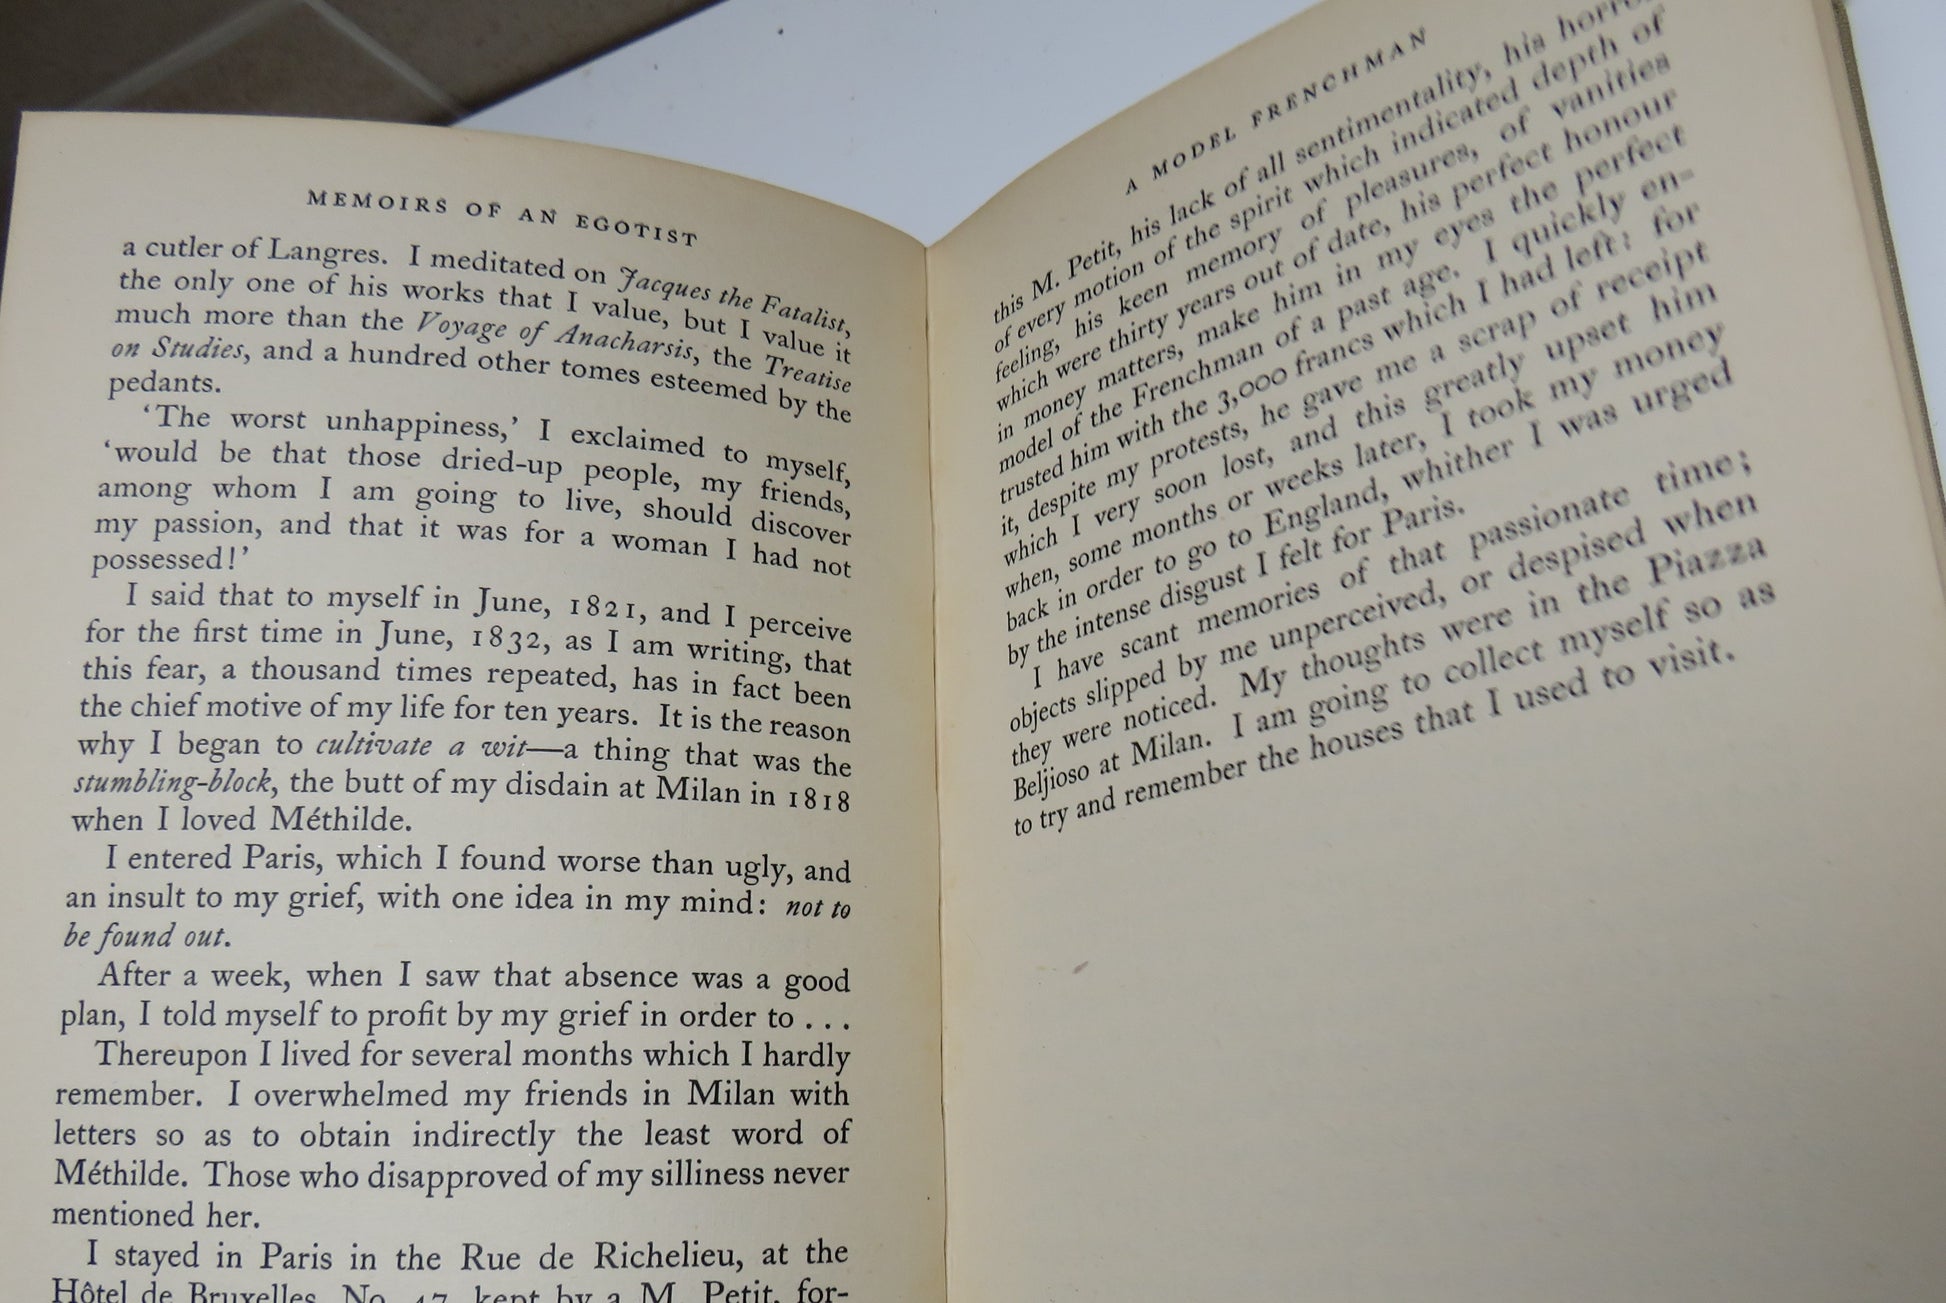 MEMOIRS OF AN EGOTIST
a cutler of Langres. I meditated on Jacques the Fatalist,
the only one of his works that I value, but I value it
much more than the Voyage of Anacharsis, the Treatise
on Studies, and a hundred other tomes esteemed by the
pedants.
‘The worst unhappiness,’ I exclaimed to myself,
‘would be that those dried-up people, my friends,
among whom I am going to live, should discover
my passion, and that it was for a woman I had not
possessed!’
I said that to myself in June, 1821, and I perceive
for the first time in June, 1832, as I am writing, that
this fear, a thousand times repeated, has in fact been
the chief motive of my life for ten years. It is the reason
why I began to cultivate a wit—a thing that was the
stumbling-block, the butt of my disdain at Milan in 1818
when I loved Méthilde.
I entered Paris, which I found worse than ugly, and
an insult to my grief, with one idea in my mind: not to
be found out.
After a week, when I saw that absence was a good
plan, I told myself to profit by my grief in order to . . .
Thereupon I lived for several months which I hardly
remember. I overwhelmed my friends in Milan with
letters so as to obtain indirectly the least word of
Méthilde. Those who disapproved of my silliness never
mentioned her.
I stayed in Paris in the Rue de Richelieu, at the
Hôtel de Bruxelles, No. 47, kept by a M. Petit, for-
A MODEL FRENCHMAN
this M. Petit, his lack of all sentimentality, his horror
of every motion of the spirit which indicated depth of
feeling, his keen memory of pleasures, of vanities
which were thirty years out of date, his perfect honour
in money matters, make him in my eyes the perfect
model of the Frenchman of a past age. I quickly en-
trusted him with the 3,000 francs which I had left: for
it, despite my protests, he gave me a scrap of receipt
which I very soon lost, and this greatly upset him
when, some months or weeks later, I took my money
back in order to go to England, whither I was urged
by the intense disgust I felt for Paris.
I have scant memories of that passionate time;
objects slipped by me unperceived, or despised when
they were noticed. My thoughts were in the Piazza
Beljioso at Milan. I am going to collect myself so as
to try and remember the houses that I used to visit.